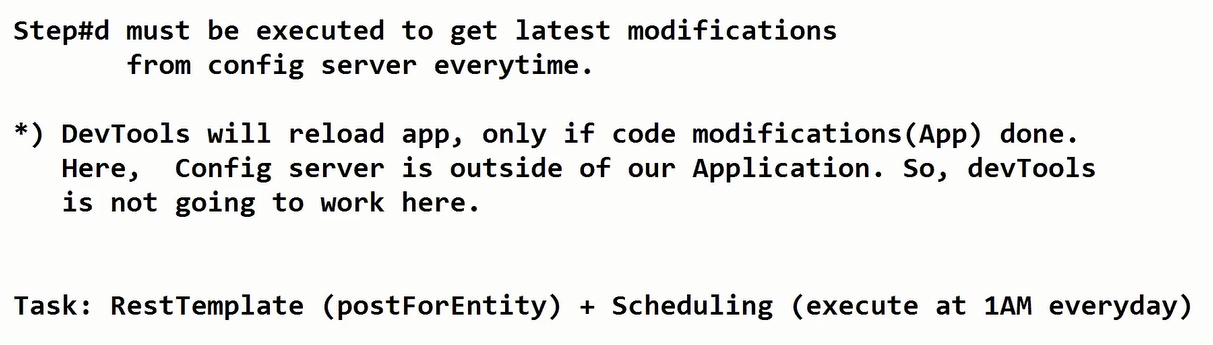 Step#d must be executed to get latest modifications
from config server everytime.
*) DevTools will reload app, only if code modifications(App) done.
Here,  Config server is outside of our Application. So, devTools
is not going to work here.
Task: RestTemplate (postForEntity) + Scheduling (execute at 1AM everyday)